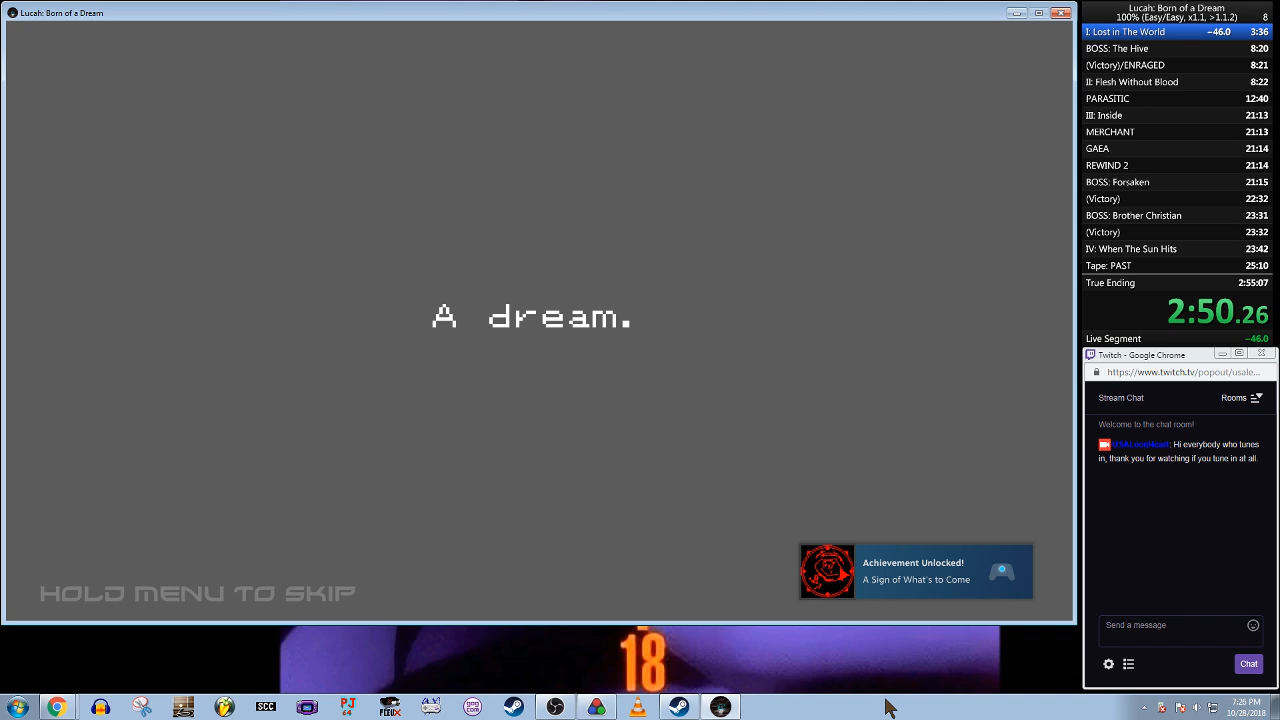 Lucah: Born of a Dream
A dream.
Achievement Unlocked!
A Sign of What's to Come
HOLD MENU TO SKIP
18
Lucah: Born of a Dream
100% (Easy/Easy, x1.1, >1.1.2) 8
I: Lost in The World −46.0 3:36
BOSS: The Hive 8:20
(Victory)/ENRAGED 8:21
II: Flesh Without Blood 8:22
PARASITIC 12:40
III: Inside 21:13
MERCHANT 21:13
GAEA 21:14
REWIND 2 21:14
BOSS: Forsaken 21:15
(Victory) 22:32
BOSS: Brother Christian 23:31
(Victory) 23:32
IV: When The Sun Hits 23:42
Tape: PAST 25:10
True Ending 2:55:07
2:50.26
Live Segment −46.0
Twitch - Google Chrome
https://www.twitch.tv/popout/usale...
Stream Chat Rooms
Welcome to the chat room!
Hi everybody who tunes
in, thank you for watching if you tune in at all.
Send a message
Chat
SCC
PJ
64
gog
com
7:26 PM
10/28/2018